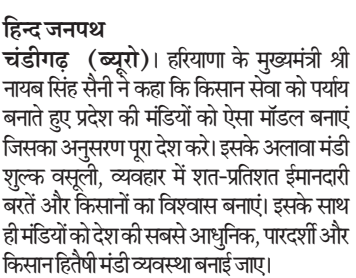 हिन्द जनपथ
चंडीगढ़ (ब्यूरो)। हरियाणा के मुख्यमंत्री श्री
नायब सिंह सैनी ने कहा कि किसान सेवा को पर्याय
बनाते हुए प्रदेश की मंडियों को ऐसा मॉडल बनाएं
जिसका अनुसरण पूरा देश करे। इसके अलावा मंडी
शुल्क वसूली, व्यवहार में शत-प्रतिशत ईमानदारी
बरतें और किसानों का विश्वास बनाएं। इसके साथ
ही मंडियों को देश की सबसे आधुनिक, पारदर्शी और
किसान हितैषी मंडी व्यवस्था बनाई जाए।